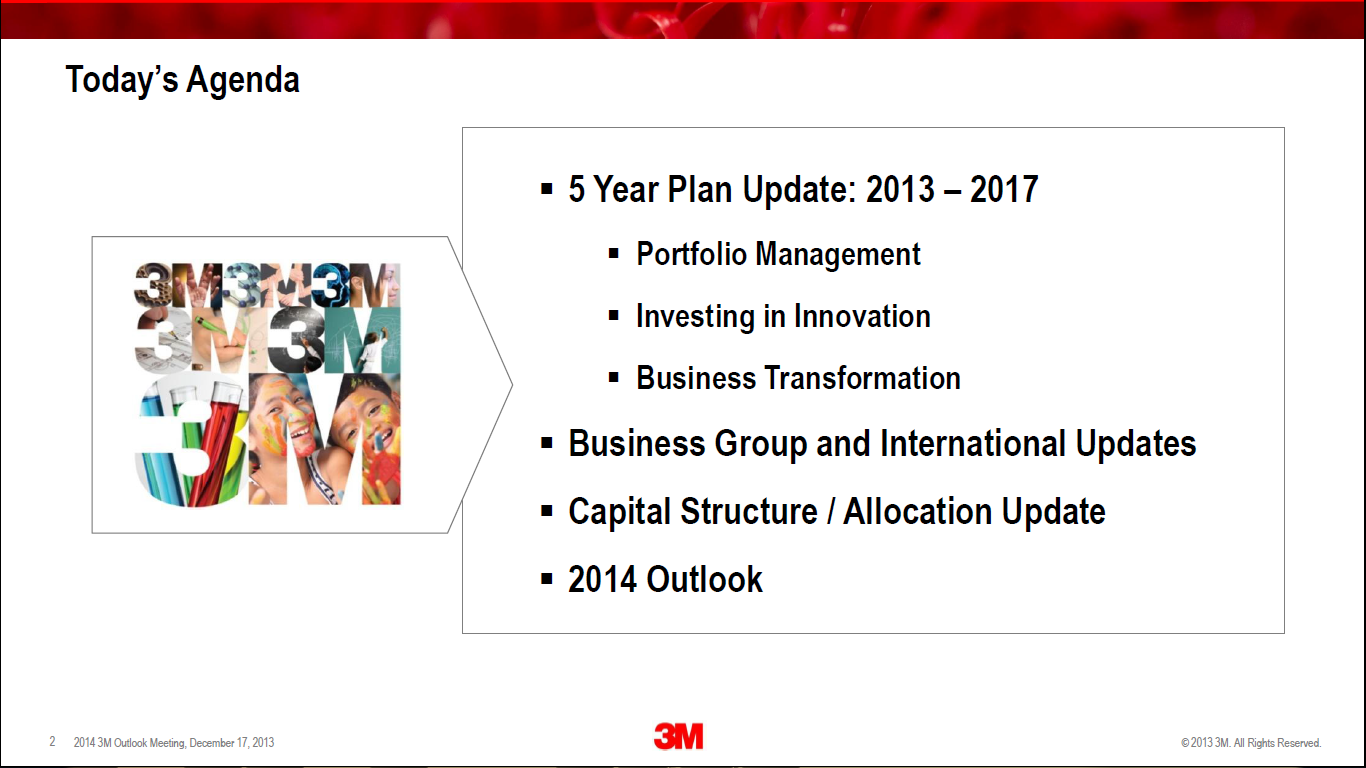 Today's Agenda
▪ 5 Year Plan Update: 2013 – 2017
▪ Portfolio Management
▪ Investing in Innovation
▪ Business Transformation
▪ Business Group and International Updates
▪ Capital Structure / Allocation Update
▪ 2014 Outlook
3M3M3M
3M3M
3M
2 2014 3M Outlook Meeting, December 17, 2013
3M
© 2013 3M. All Rights Reserved.